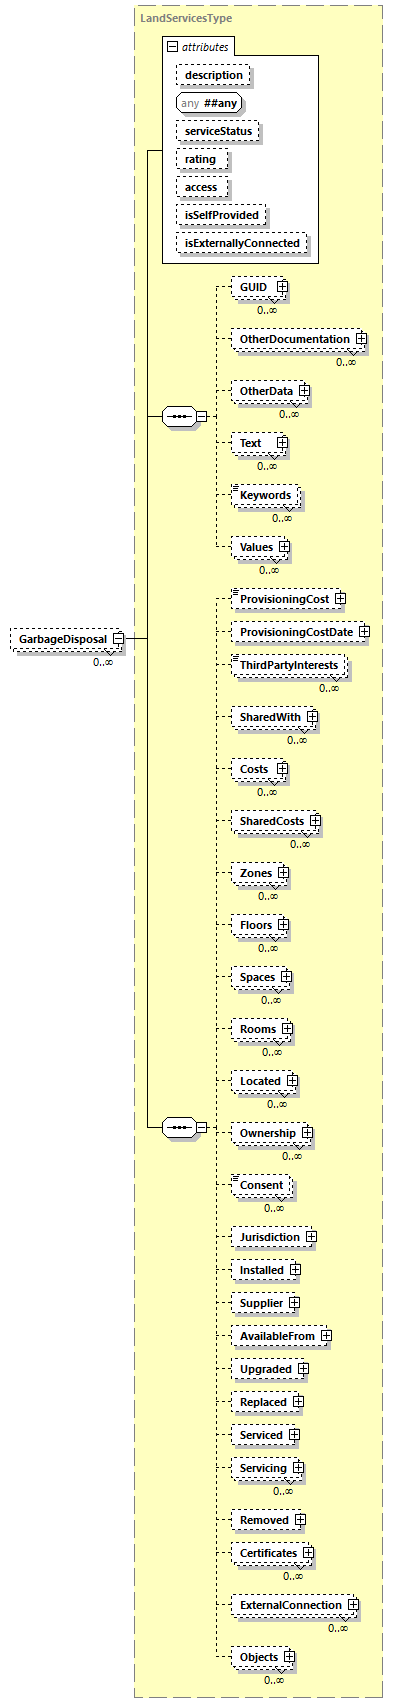 LandServicesType
attributes
description
any ##any
serviceStatus
rating
access
isSelfProvided
isExternallyConnected
GUID
0..∞
OtherDocumentation
0..∞
OtherData
0..∞
Text
0..∞
Keywords
0..∞
Values
0..∞
GarbageDisposal
0..∞
ProvisioningCost
ProvisioningCostDate
ThirdPartyInterests
0..∞
SharedWith
0..∞
Costs
0..∞
SharedCosts
0..∞
Zones
0..∞
Floors
0..∞
Spaces
0..∞
Rooms
0..∞
Located
0..∞
Ownership
0..∞
Consent
0..∞
Jurisdiction
Installed
Supplier
AvailableFrom
Upgraded
Replaced
Serviced
Servicing
0..∞
Removed
Certificates
0..∞
ExternalConnection
0..∞
Objects
0..∞